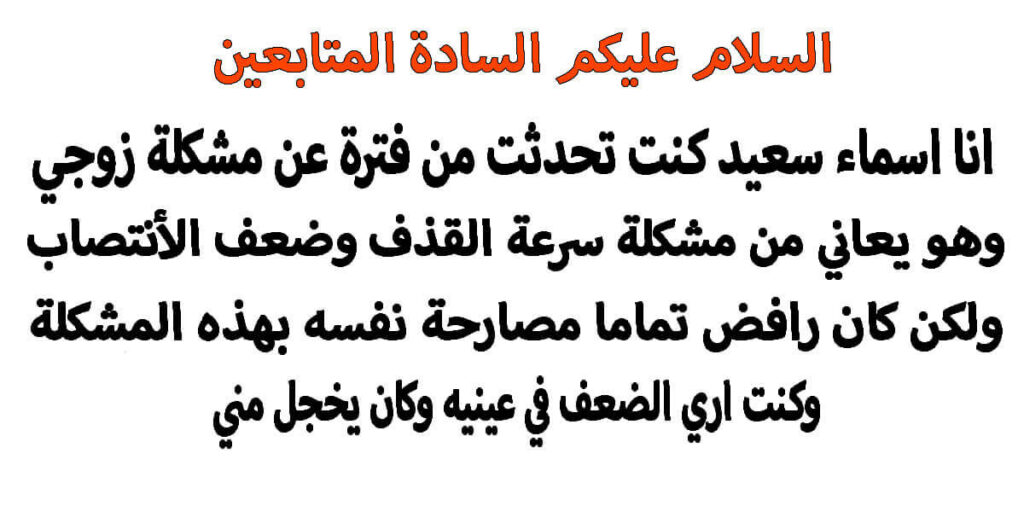 السلام عليكم السادة المتابعين
انا اسماء سعيد كنت تحدثت من فترة عن مشكلة زوجي
وهو يعاني من مشكلة سرعة القذف وضعف الأنتصاب
ولكن كان رافض تماما مصارحة نفسه بهذه المشكلة
وكنت اري الضعف في عينيه وكان يخجل مني